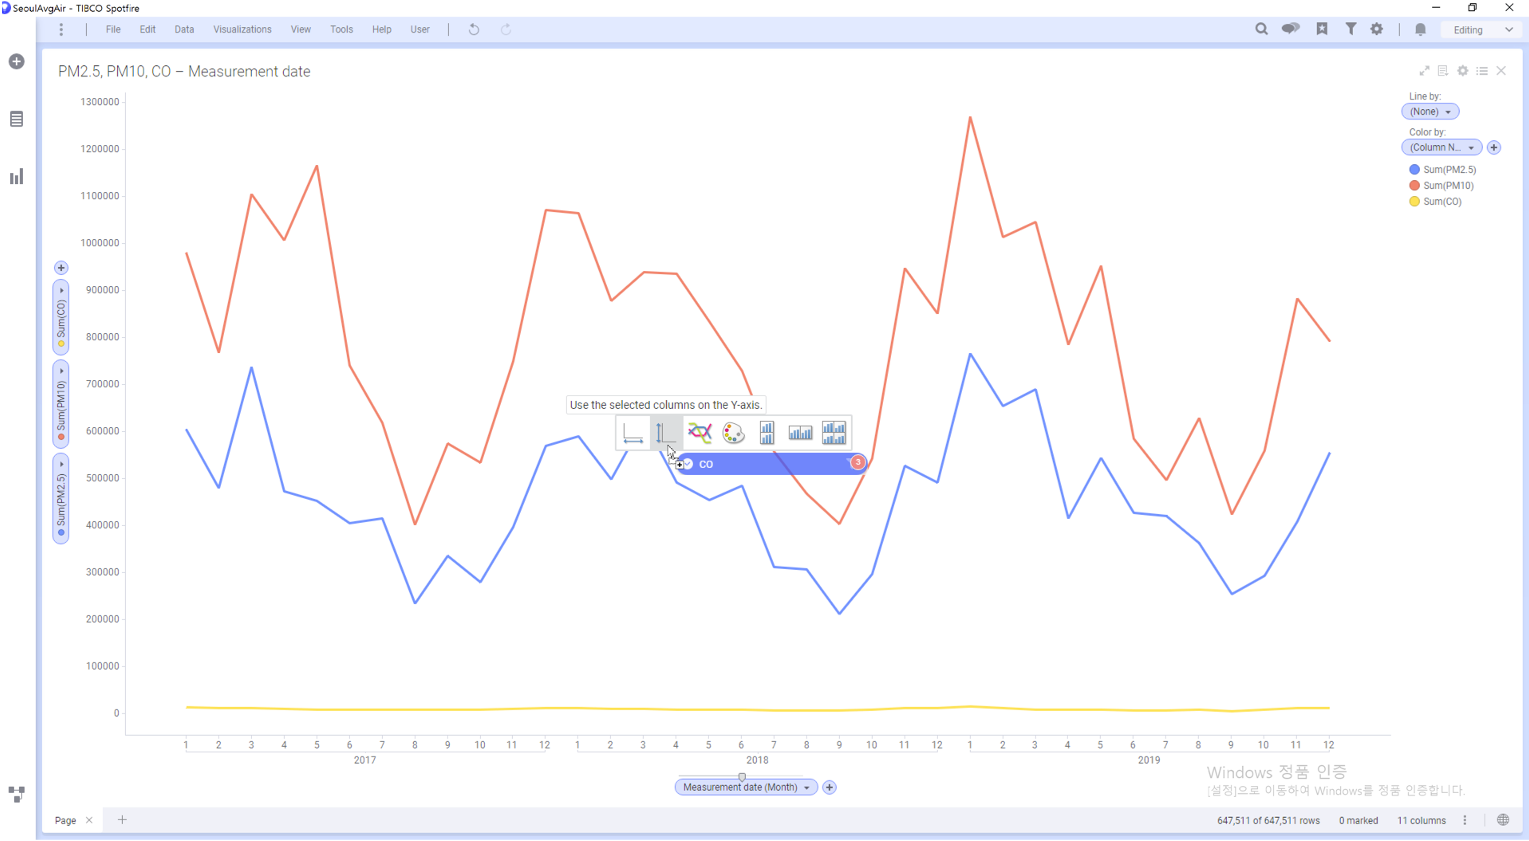 SeoulAvgAir - TIBCO Spotfire
File Edit Data Visualizations View Tools Help User
Editing
PM2.5, PM10, CO – Measurement date
Line by:
(None)
Color by:
(Column N...
Sum(PM2.5)
Sum(PM10)
Sum(CO)
1300000
1200000
1100000
1000000
900000
800000
700000
600000
500000
400000
300000
200000
100000
0
Sum(CO)
Sum(PM10)
Sum(PM2.5)
Use the selected columns on the Y-axis.
CO
3
1 2 3 4 5 6 7 8 9 10 11 12 1 2 3 4 5 6 7 8 9 10 11 12 1 2 3 4 5 6 7 8 9 10 11 12
2017 2018 2019
Measurement date (Month)
Windows 정품 인증
[설정]으로 이동하여 Windows를 정품 인증합니다.
Page
647,511 of 647,511 rows 0 marked 11 columns